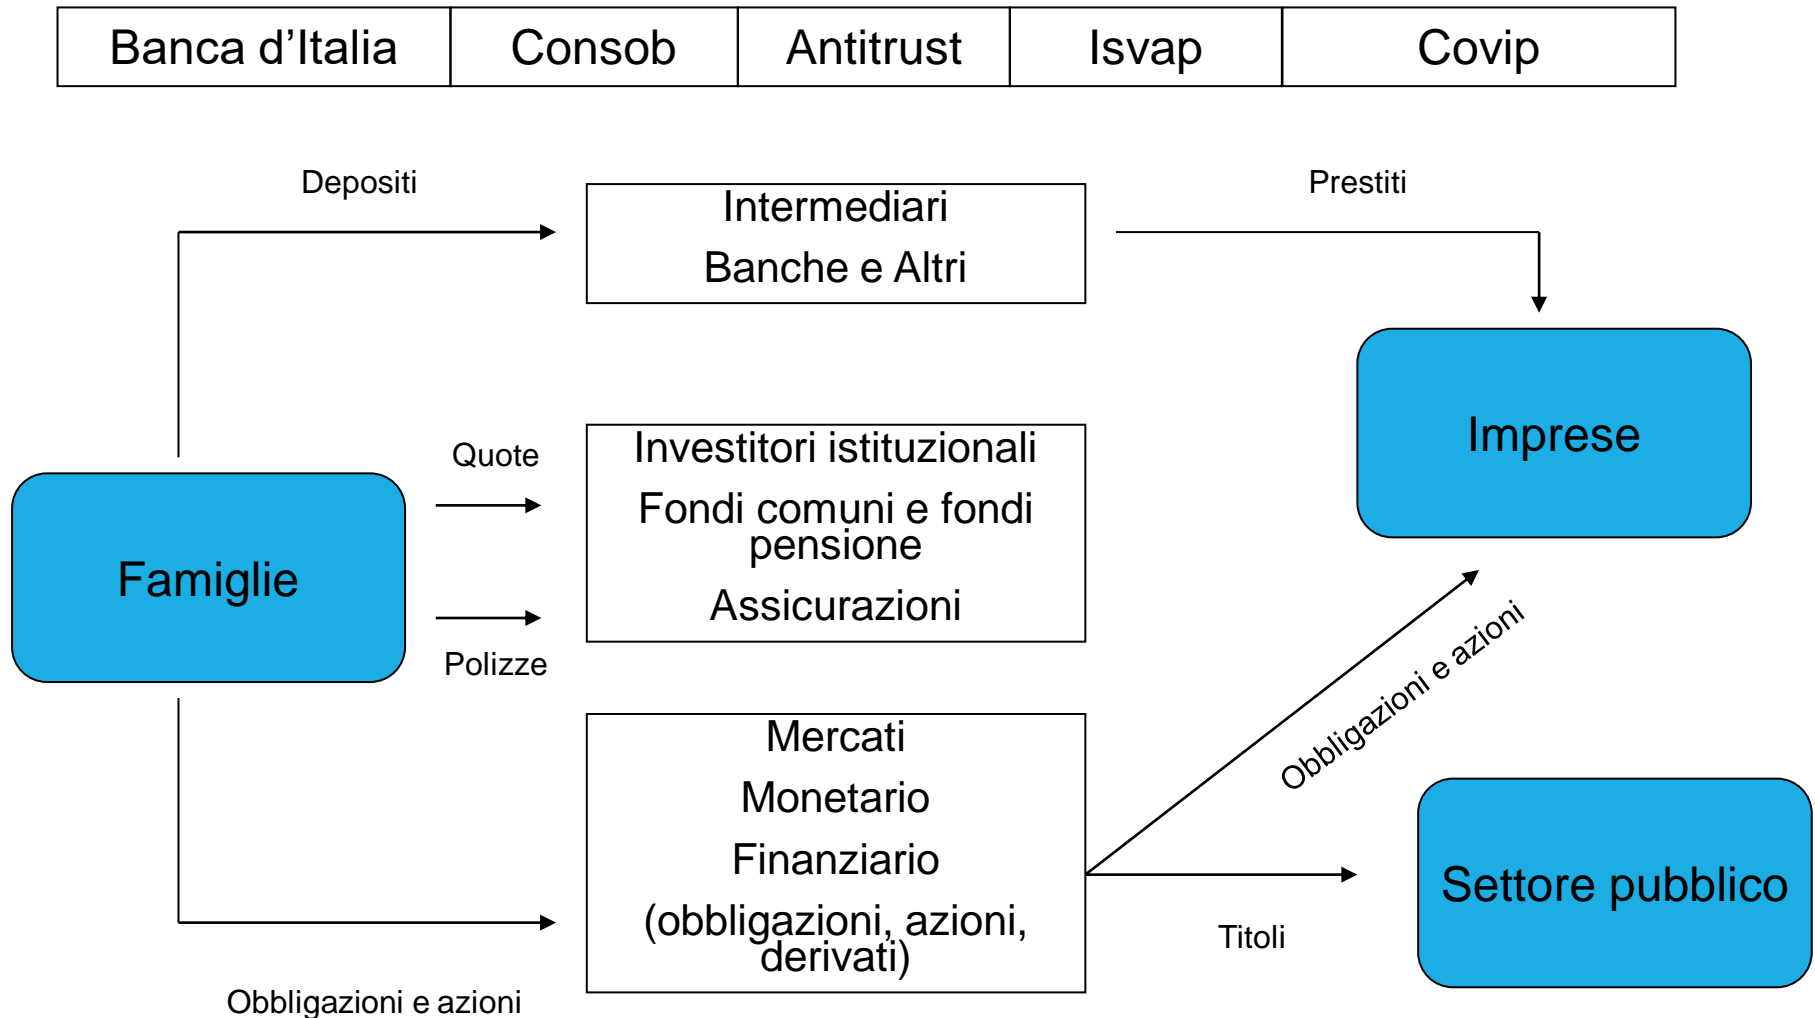 Banca d’Italia Consob Antitrust Isvap Covip
Depositi
Intermediari
Banche e Altri
Prestiti
Imprese
Quote
Investitori istituzionali
Fondi comuni e fondi
pensione
Assicurazioni
Famiglie
Polizze
Obbligazioni e azioni
Mercati
Monetario
Finanziario
(obbligazioni, azioni,
derivati)
Settore pubblico
Titoli
Obbligazioni e azioni